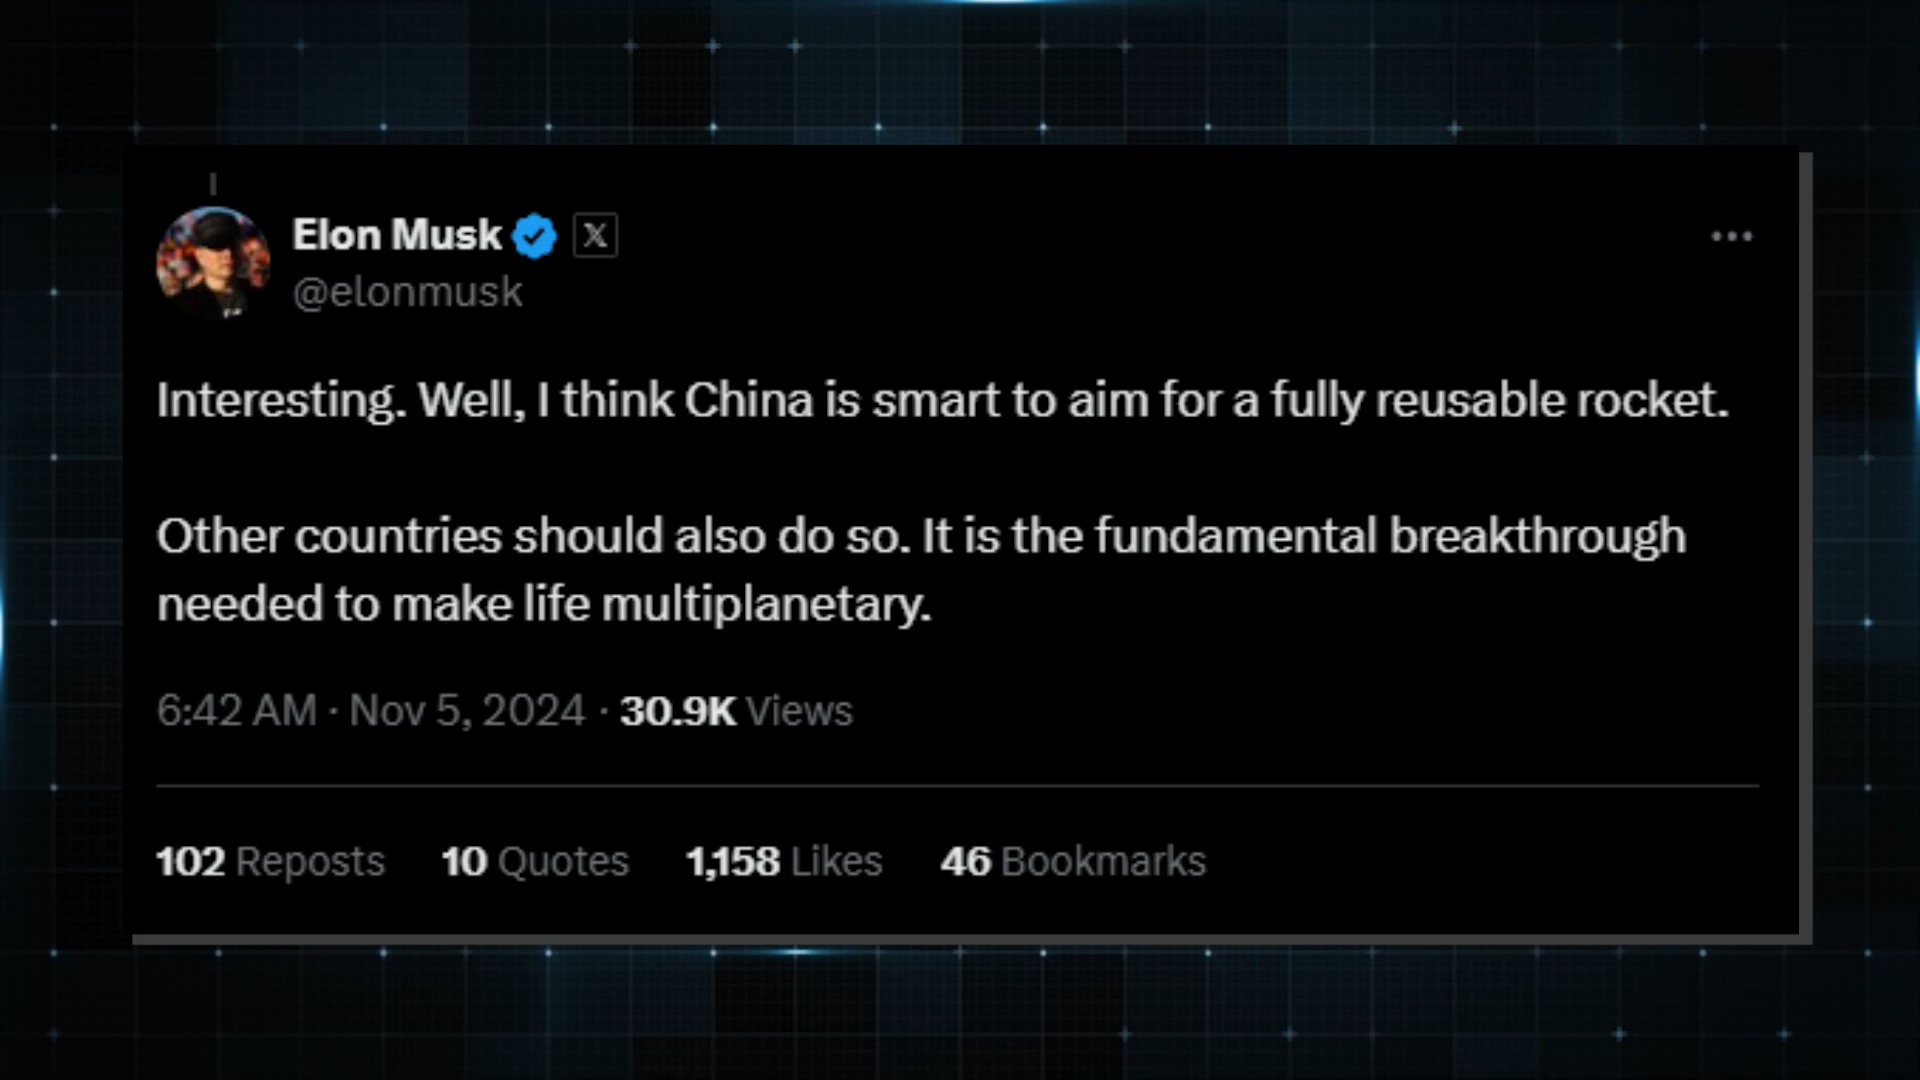 Elon Musk
@elonmusk
Interesting. Well, I think China is smart to aim for a fully reusable rocket.
Other countries should also do so. It is the fundamental breakthrough
needed to make life multiplanetary.
6:42 AM · Nov 5, 2024 · 30.9K Views
102 Reposts 10 Quotes 1,158 Likes 46 Bookmarks